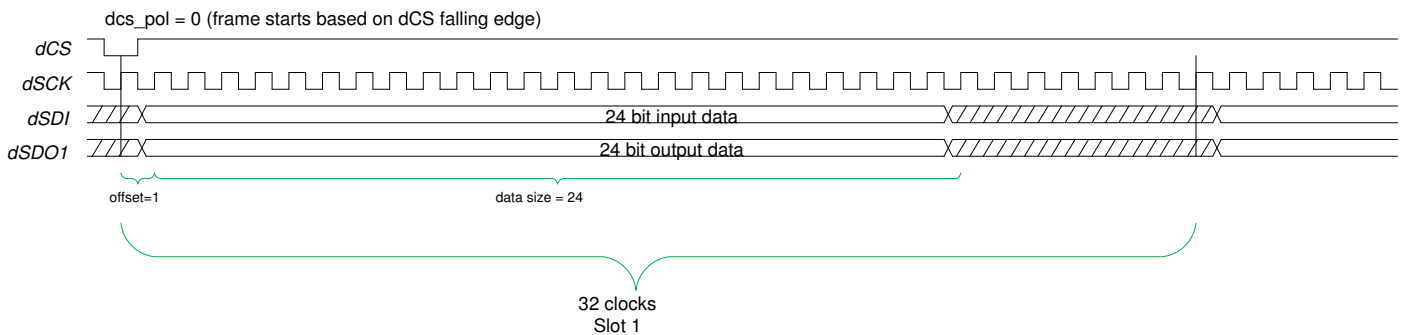 dcs_pol = 0 (frame starts based on dCS falling edge)
dCS
dSCK
dSDI
24 bit input data
dSDO1
24 bit output data
offset=1
data size = 24
32 clocks
Slot 1